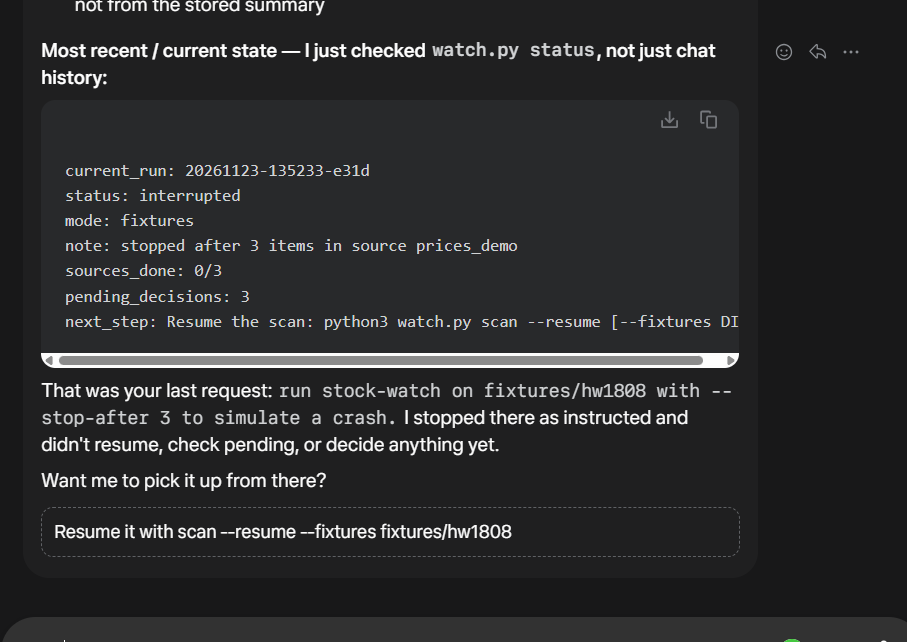 not from the stored summary
Most recent / current state — I just checked watch.py status, not just chat
history:
current_run: 20261123-135233-e31d
status: interrupted
mode: fixtures
note: stopped after 3 items in source prices_demo
sources_done: 0/3
pending_decisions: 3
next_step: Resume the scan: python3 watch.py scan --resume [--fixtures DI
That was your last request: run stock-watch on fixtures/hw1808 with --
stop-after 3 to simulate a crash. I stopped there as instructed and
didn't resume, check pending, or decide anything yet.
Want me to pick it up from there?
Resume it with scan --resume --fixtures fixtures/hw1808